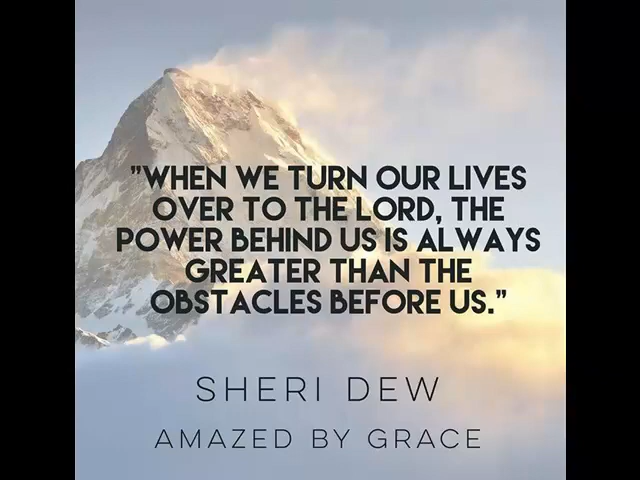 "WHEN WE TURN OUR LIVES
OVER TO THE LORD, THE
POWER BEHIND US IS ALWAYS
GREATER THAN THE
OBSTACLES BEFORE US."
SHERI DEW
AMAZED BY GRACE